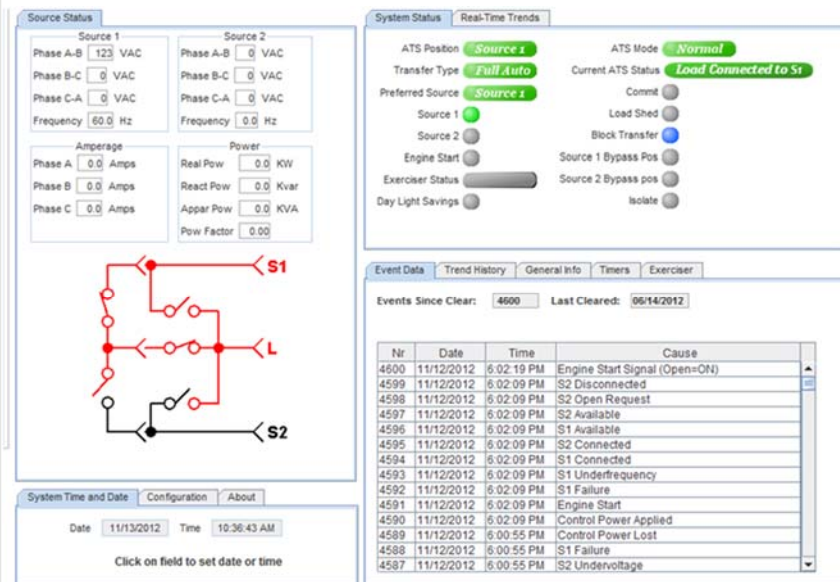 Source Status
Source 1
Phase A-B 123 VAC
Phase B-C 0 VAC
Phase C-A 0 VAC
Frequency 60.0 Hz
Source 2
Phase A-B 0 VAC
Phase B-C 0 VAC
Phase C-A 0 VAC
Frequency 0.0 Hz
Amperage
Phase A 0.0 Amps
Phase B 0.0 Amps
Phase C 0.0 Amps
Power
Real Pow 0.0 KW
React Pow 0.0 Kvar
Appar Pow 0.0 KVA
Pow Factor 0.00
S1
L
S2
System Time and Date Configuration About
Date 11/13/2012 Time 10:36:43 AM
Click on field to set date or time
System Status Real-Time Trends
ATS Position Source 1
Transfer Type Full Auto
Preferred Source Source 1
Source 1
Source 2
Engine Start
Exerciser Status
Day Light Savings
ATS Mode Normal
Current ATS Status Load Connected to S1
Commit
Load Shed
Block Transfer
Source 1 Bypass Pos
Source 2 Bypass pos
Isolate
Event Data Trend History General Info Timers Exerciser
Events Since Clear: 4600 Last Cleared: 06/14/2012
Nr Date Time Cause
4600 11/12/2012 6:02:19 PM Engine Start Signal (Open=ON)
4599 11/12/2012 6:02:09 PM S2 Disconnected
4598 11/12/2012 6:02:09 PM S2 Open Request
4597 11/12/2012 6:02:09 PM S2 Available
4596 11/12/2012 6:02:09 PM S1 Available
4595 11/12/2012 6:02:09 PM S2 Connected
4594 11/12/2012 6:02:09 PM S1 Connected
4593 11/12/2012 6:02:09 PM S1 Underfrequency
4592 11/12/2012 6:02:09 PM S1 Failure
4591 11/12/2012 6:02:09 PM Engine Start
4590 11/12/2012 6:02:09 PM Control Power Applied
4589 11/12/2012 6:00:55 PM Control Power Lost
4588 11/12/2012 6:00:55 PM S1 Failure
4587 11/12/2012 6:00:55 PM S2 Undervoltage